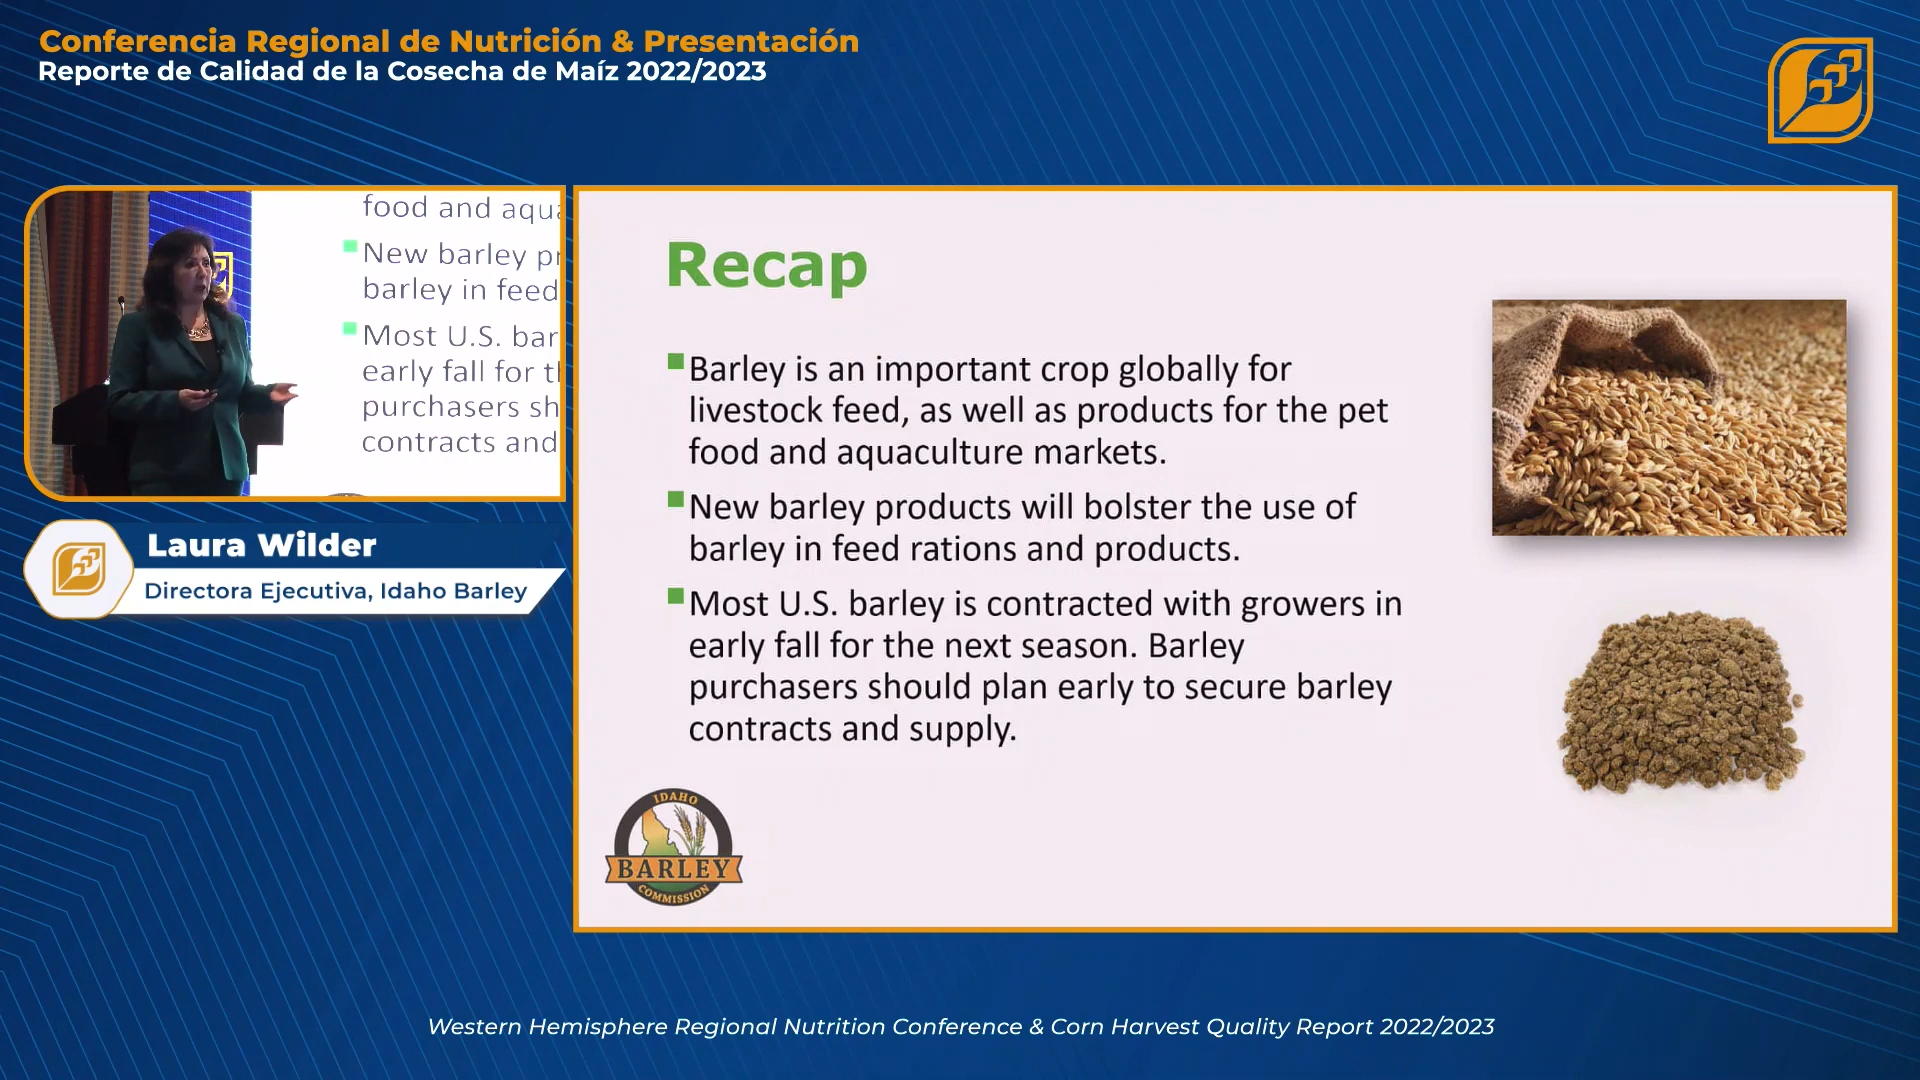 Conferencia Regional de Nutrición & Presentación
Reporte de Calidad de la Cosecha de Maíz 2022/2023
food and aqua
New barley pr
barley in feed
Most U.S. bar
early fall for th
purchasers sh
contracts and
Laura Wilder
Directora Ejecutiva, Idaho Barley
Recap
Barley is an important crop globally for
livestock feed, as well as products for the pet
food and aquaculture markets.
New barley products will bolster the use of
barley in feed rations and products.
Most U.S. barley is contracted with growers in
early fall for the next season. Barley
purchasers should plan early to secure barley
contracts and supply.
IDAHO
BARLEY
COMMISSION
Western Hemisphere Regional Nutrition Conference & Corn Harvest Quality Report 2022/2023